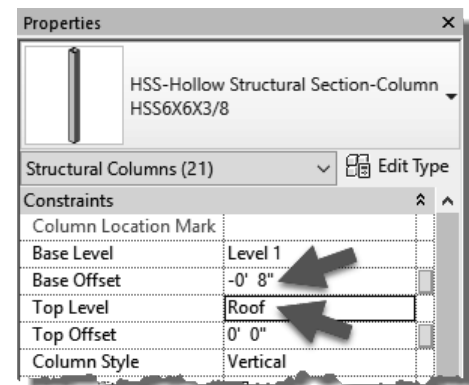 Properties ×
HSS-Hollow Structural Section-Column
HSS6X6X3/8
Structural Columns (21) Edit Type
Constraints
Column Location Mark
Base Level Level 1
Base Offset -0' 8"
Top Level Roof
Top Offset 0' 0"
Column Style Vertical